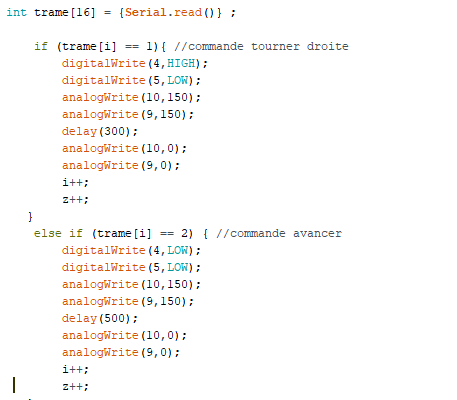 int trame[16] = {Serial.read()} ;
if (trame[i] == 1){ //commande tourner droite
digitalWrite(4,HIGH);
digitalWrite(5,LOW);
analogWrite(10,150);
analogWrite(9,150);
delay(300);
analogWrite(10,0);
analogWrite(9,0);
i++;
z++;
}
else if (trame[i] == 2) { //commande avancer
digitalWrite(4,LOW);
digitalWrite(5,LOW);
analogWrite(10,150);
analogWrite(9,150);
delay(500);
analogWrite(10,0);
analogWrite(9,0);
i++;
z++;